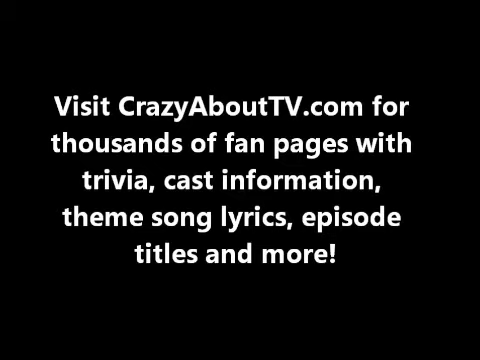 Visit CrazyAboutTV.com for
thousands of fan pages with
trivia, cast information,
theme song lyrics, episode
titles and more!